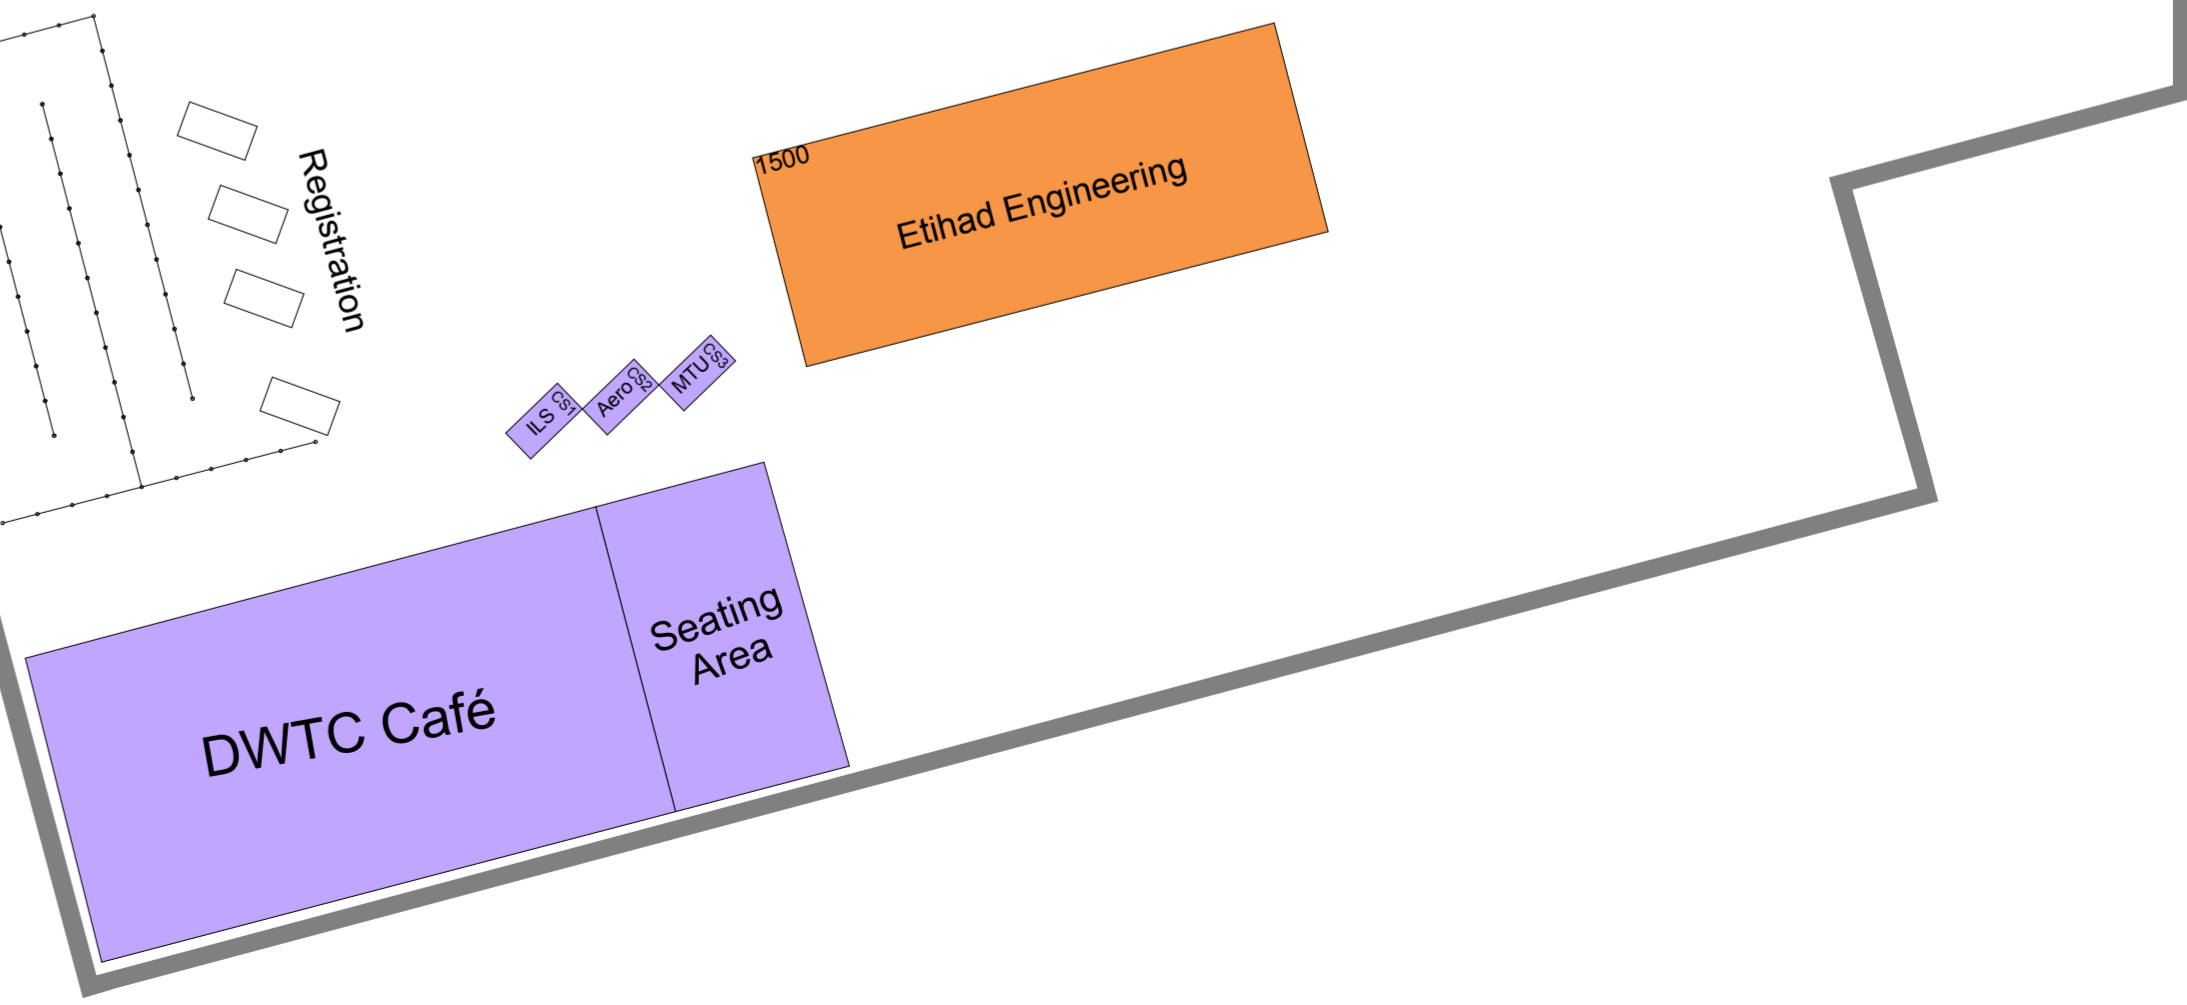 Registration
1500
Etihad Engineering
ILS
CS1
Aero
CS2
MTU
CS3
Seating
Area
DWTC Café